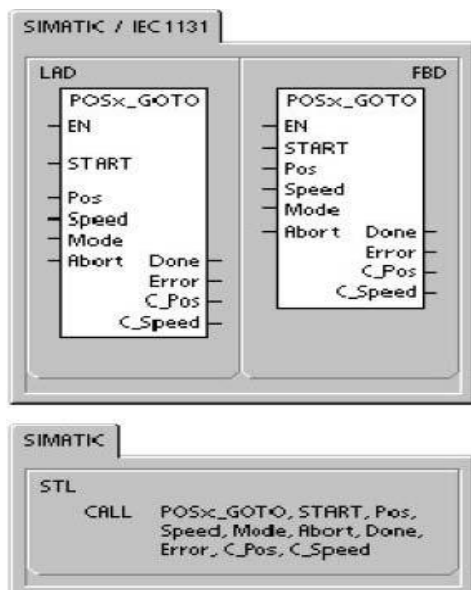 SIMATIC / IEC1131
LAD
POSx_GOTO
EN
START
Pos
Speed
Mode
Abort Done
Error
C_Pos
C_Speed
FBD
POSx_GOTO
EN
START
Pos
Speed
Mode
Abort Done
Error
C_Pos
C_Speed
SIMATIC
STL
CALL POSx_GOTO, START, Pos,
Speed, Mode, Abort, Done,
Error, C_Pos, C_Speed